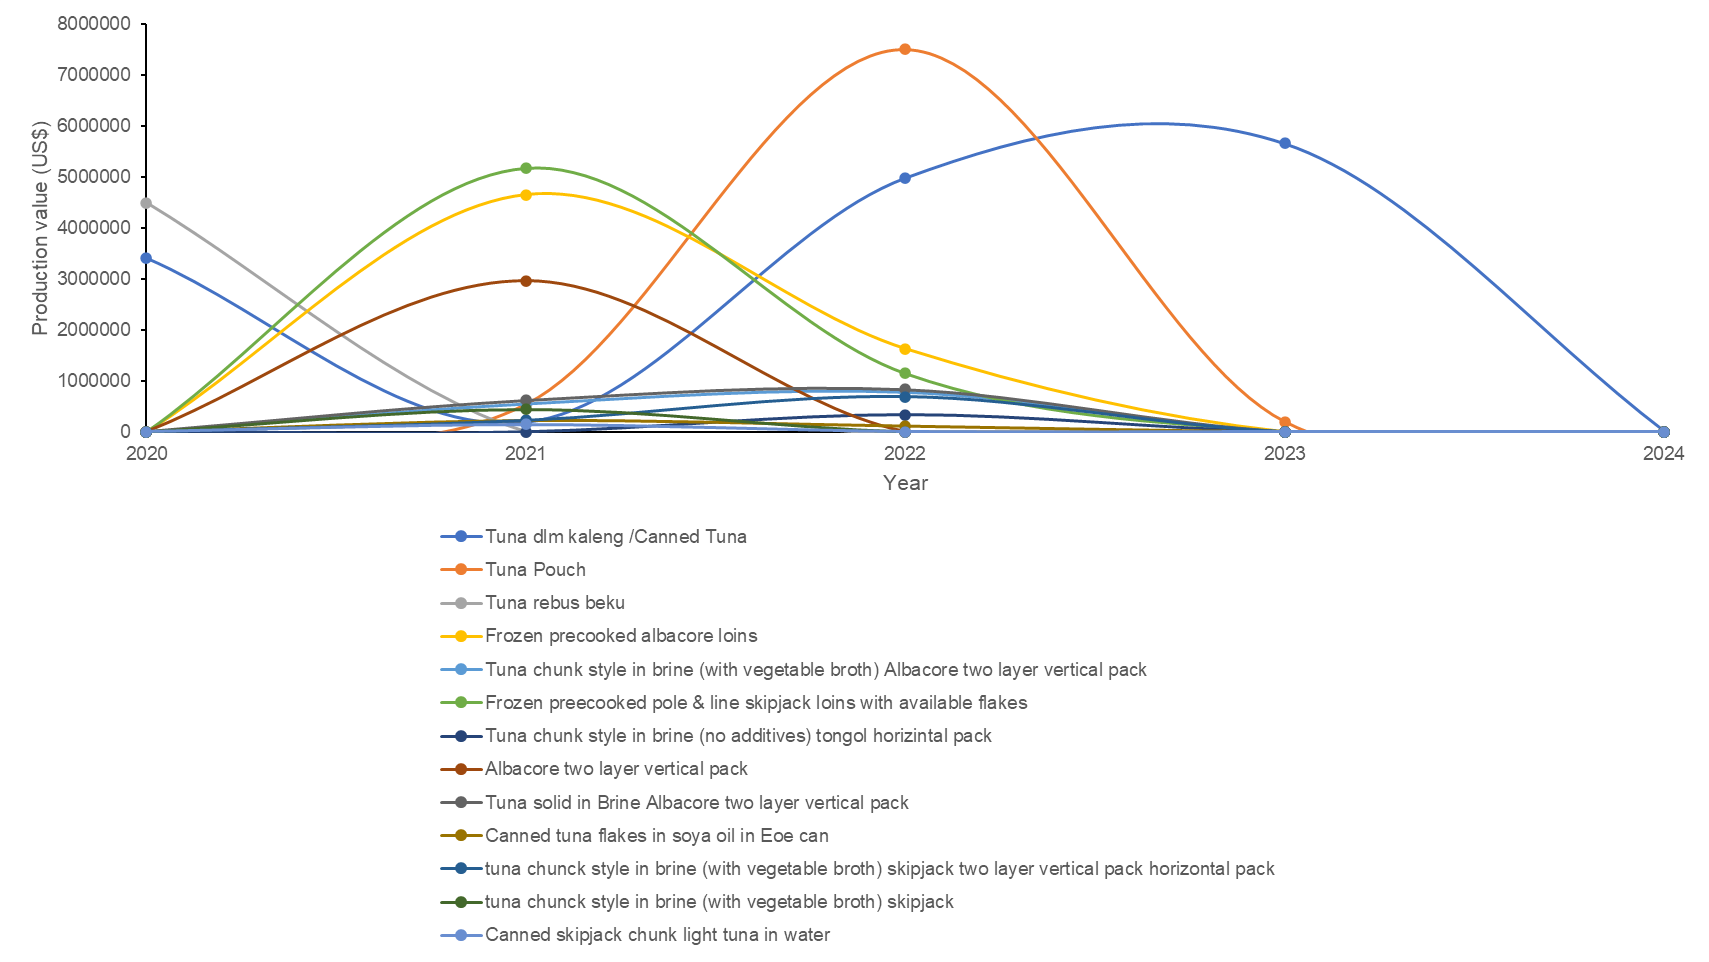 8000000
7000000
6000000
5000000
4000000
3000000
2000000
1000000
0
Production value (US$)
2020 2021 2022 2023 2024
Year
Tuna dlm kaleng /Canned Tuna
Tuna Pouch
Tuna rebus beku
Frozen precooked albacore loins
Tuna chunk style in brine (with vegetable broth) Albacore two layer vertical pack
Frozen preecooked pole & line skipjack loins with available flakes
Tuna chunk style in brine (no additives) tongol horizintal pack
Albacore two layer vertical pack
Tuna solid in Brine Albacore two layer vertical pack
Canned tuna flakes in soya oil in Eoe can
tuna chunck style in brine (with vegetable broth) skipjack two layer vertical pack horizontal pack
tuna chunck style in brine (with vegetable broth) skipjack
Canned skipjack chunk light tuna in water